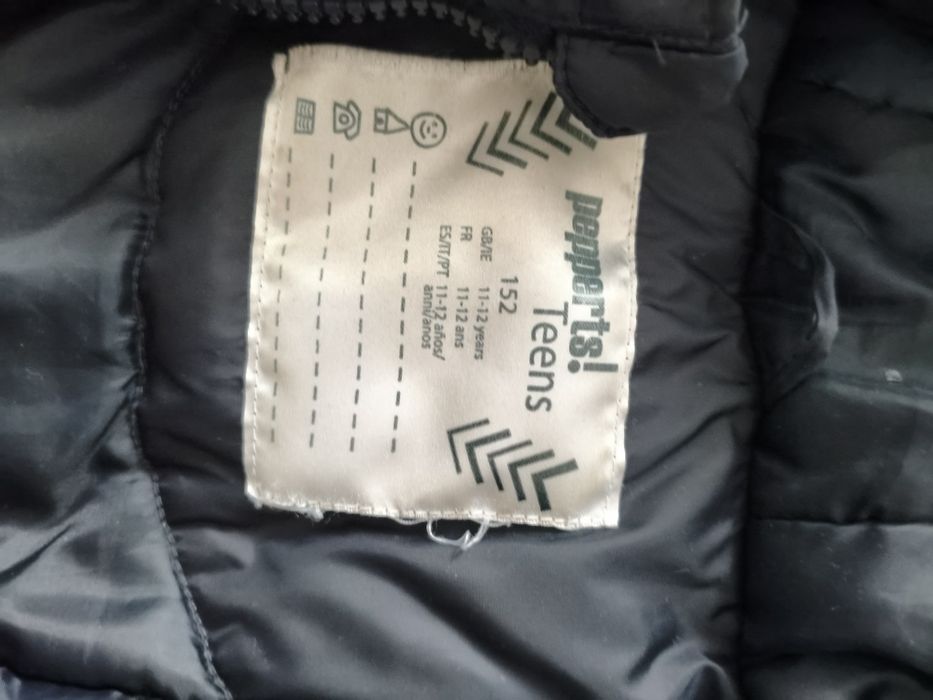 pepperts!
Teens
152
GB/IE 11-12 years
FR 11-12 ans
ES/IT/PT 11-12 años/
anni/anos